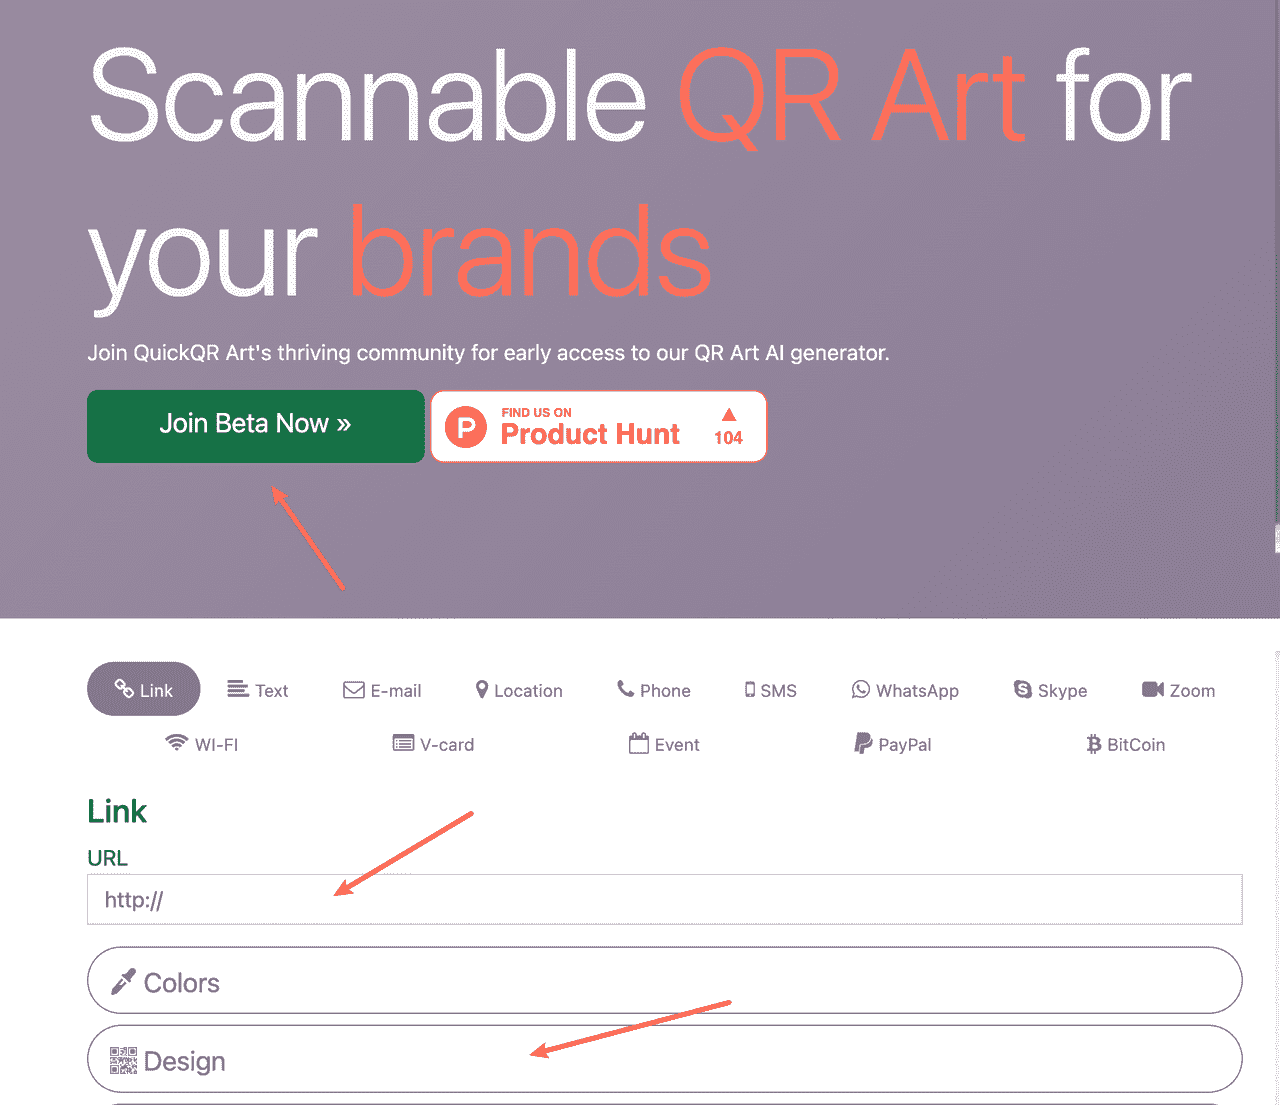 Scannable QR Art for
your brands
Join QuickQR Art's thriving community for early access to our QR Art AI generator.
Join Beta Now »
FIND US ON
Product Hunt
104
Link
Text
E-mail
Location
Phone
SMS
WhatsApp
Skype
Zoom
WI-FI
V-card
Event
PayPal
BitCoin
Link
URL
http://
Colors
Design